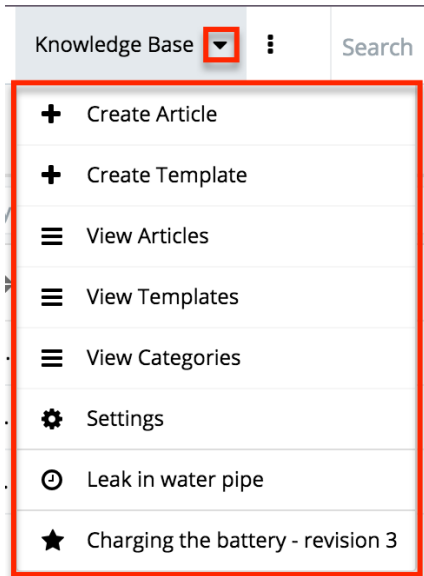 Knowledge Base
Search
Create Article
Create Template
View Articles
View Templates
View Categories
Settings
Leak in water pipe
Charging the battery - revision 3